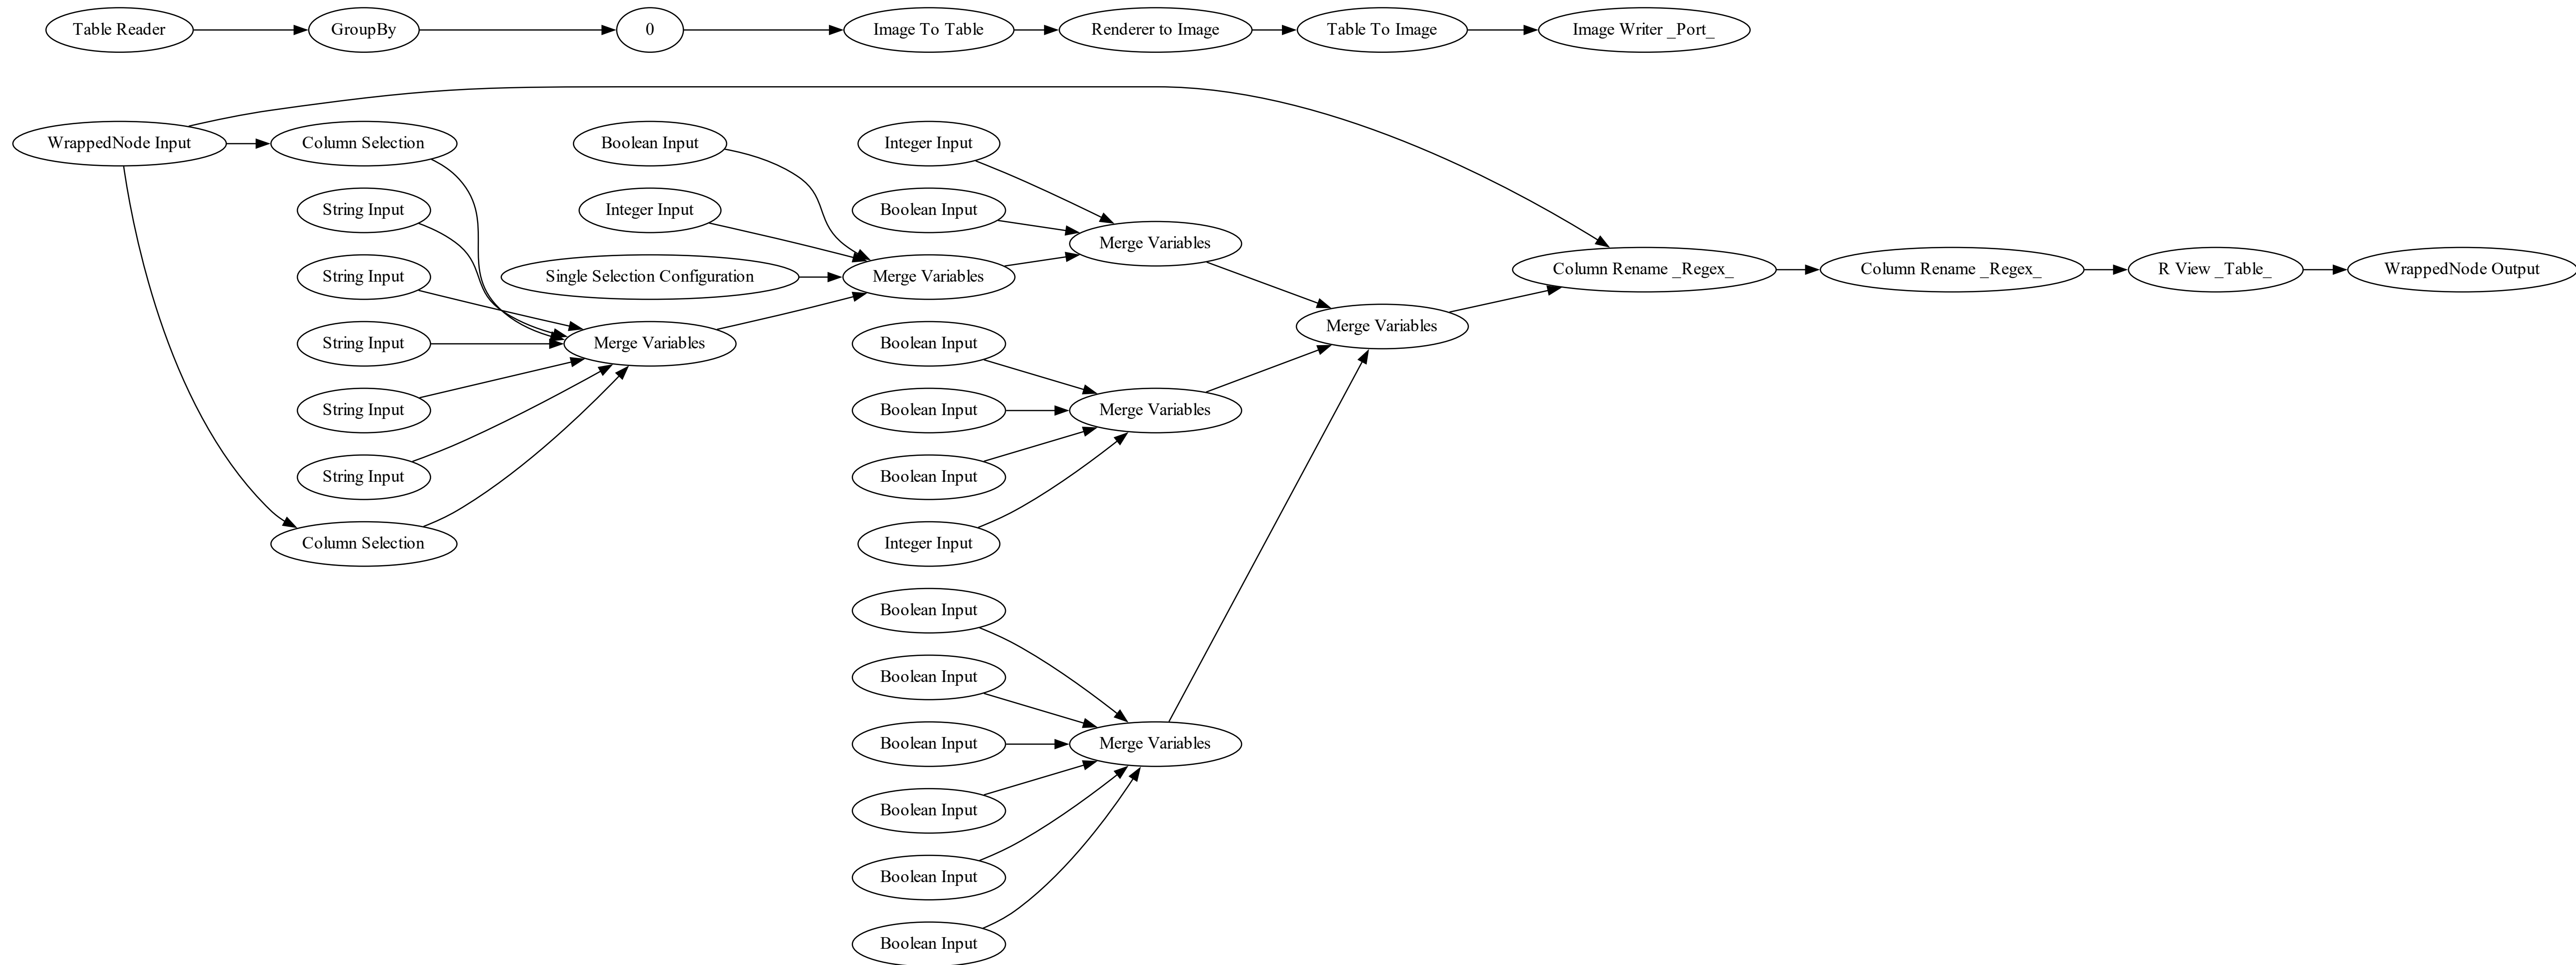 Table Reader
GroupBy
0
Image To Table
Renderer to Image
Table To Image
Image Writer _Port_
WrappedNode Input
Column Selection
Boolean Input
Integer Input
String Input
Integer Input
Boolean Input
Merge Variables
String Input
Single Selection Configuration
Merge Variables
Column Rename _Regex_
Column Rename _Regex_
R View _Table_
WrappedNode Output
Merge Variables
String Input
Merge Variables
Boolean Input
String Input
Boolean Input
Merge Variables
String Input
Boolean Input
Column Selection
Integer Input
Boolean Input
Boolean Input
Boolean Input
Merge Variables
Boolean Input
Boolean Input
Boolean Input